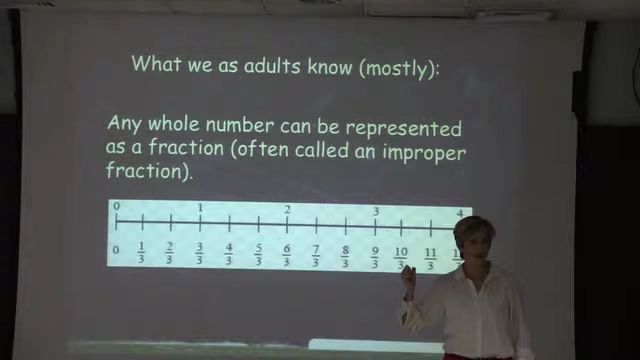 What we as adults know (mostly):
Any whole number can be represented
as a fraction (often called an improper
fraction).
0 1 2 3 4
0 1/3 2/3 3/3 4/3 5/3 6/3 7/3 8/3 9/3 10/3 11/3